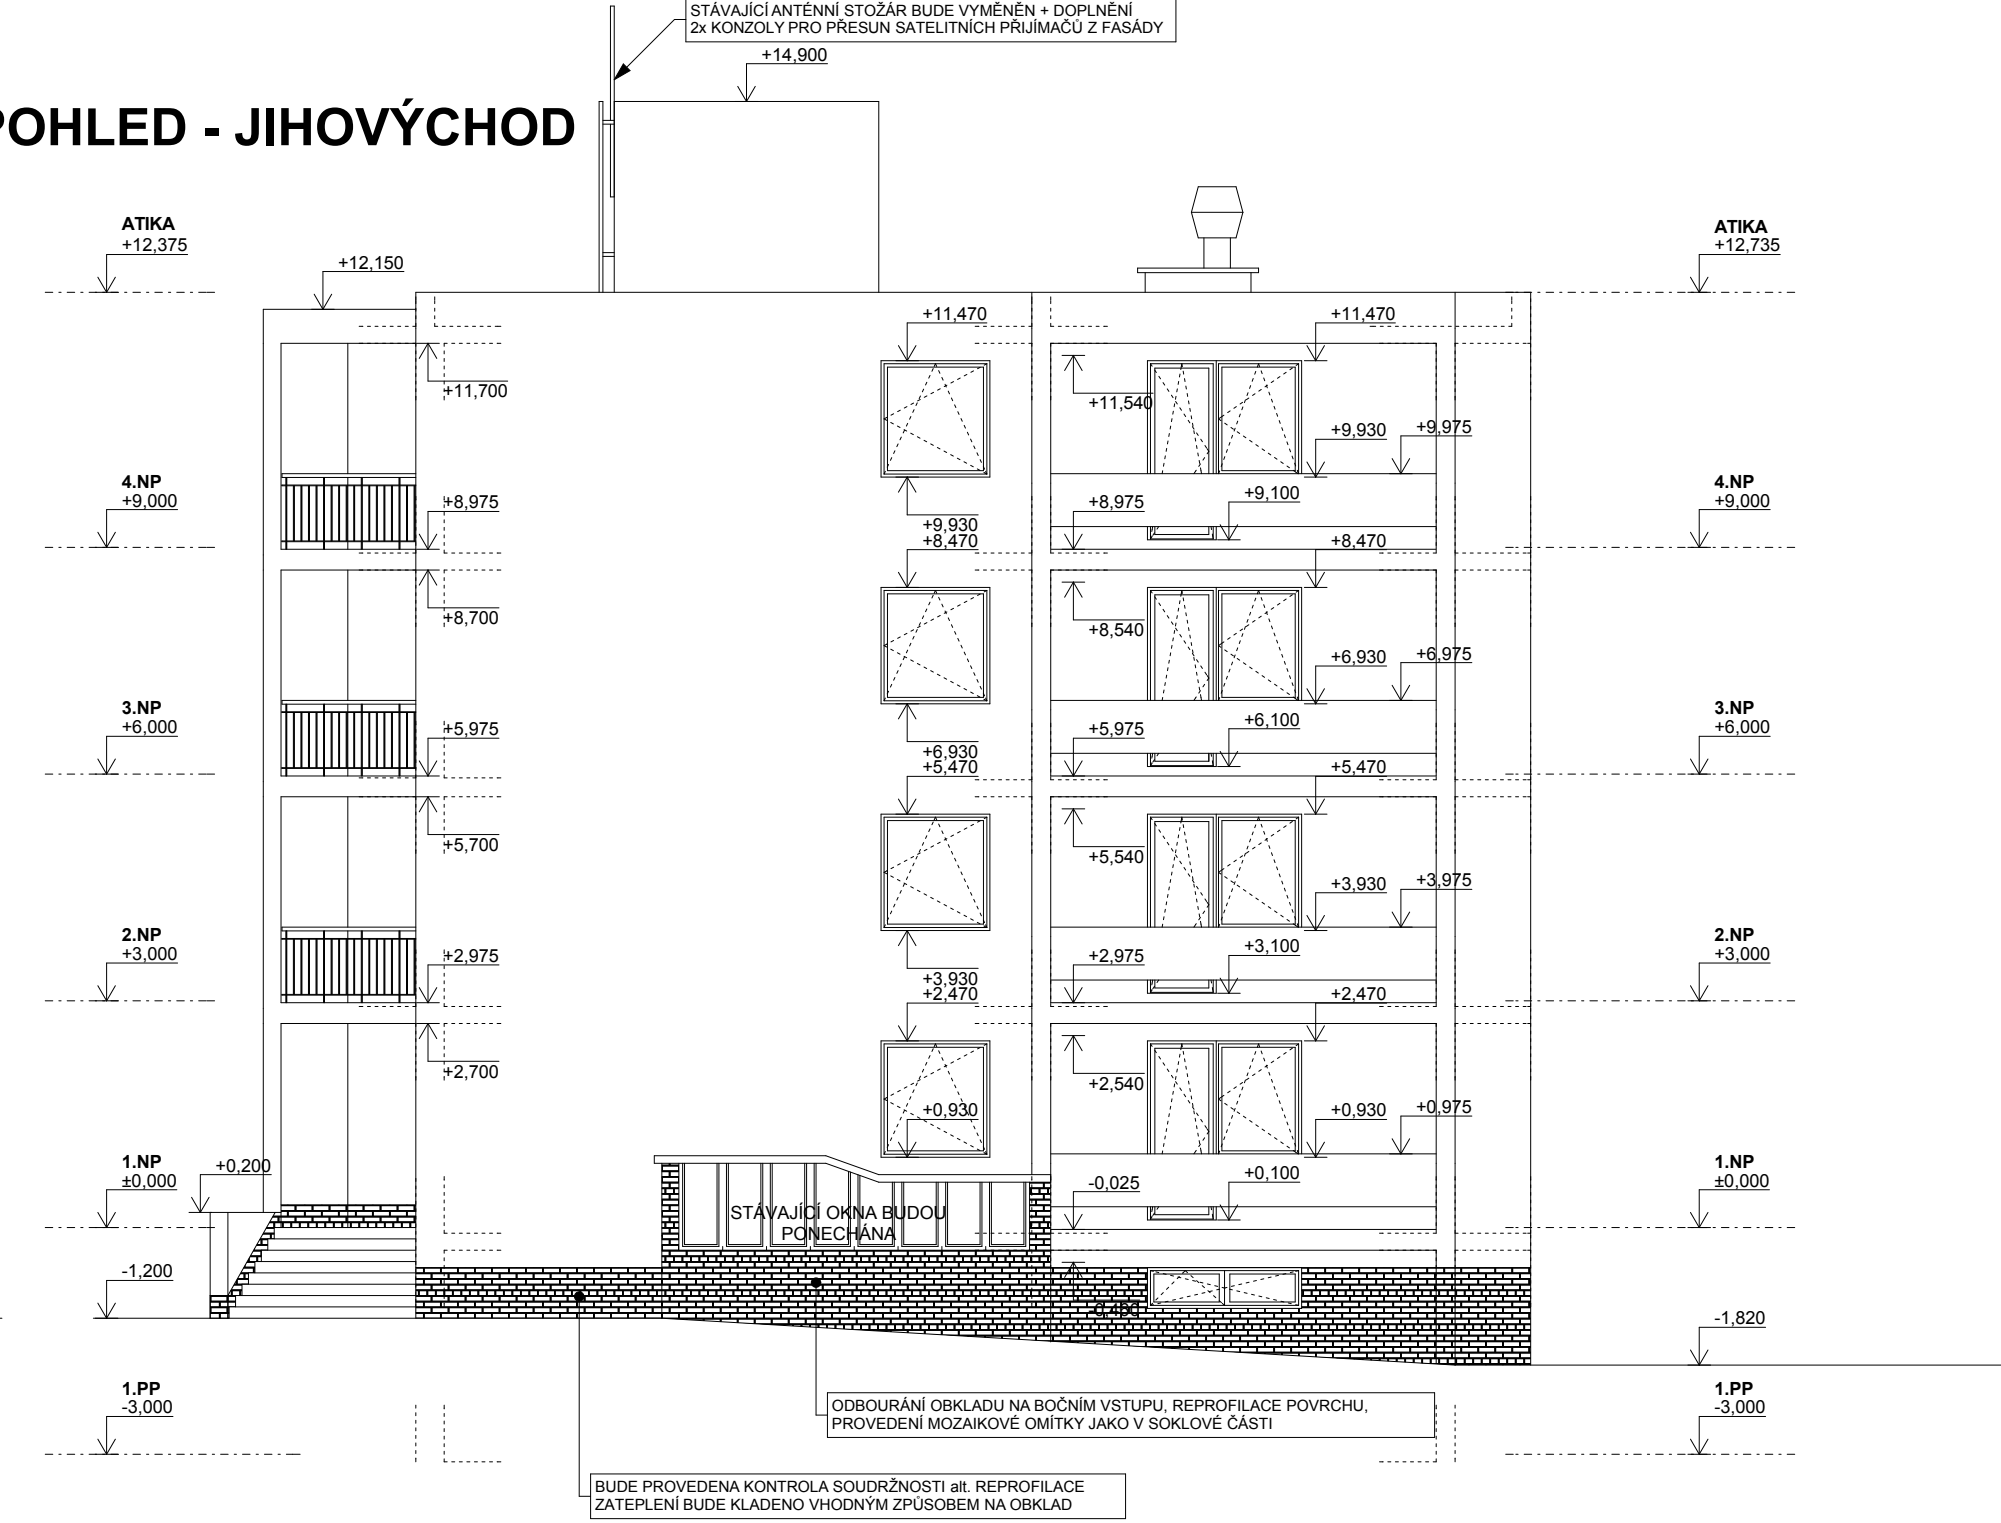 STÁVAJÍCÍ ANTÉNNÍ STOŽÁR BUDE VYMĚNĚN + DOPLNĚNÍ
2x KONZOLY PRO PŘESUN SATELITNÍCH PŘIJÍMAČŮ Z FASÁDY
+14,900
POHLED - JIHOVÝCHOD
ATIKA
+12,375
+12,150
ATIKA
+12,735
+11,470
+11,470
+11,700
+11,540
+9,930
+9,975
4.NP
+9,000
+8,975
+9,930
+8,470
+8,975
+9,100
+8,470
4.NP
+9,000
+8,700
+8,540
+6,930
+6,975
3.NP
+6,000
+5,975
+6,930
+5,470
+5,975
+6,100
+5,470
3.NP
+6,000
+5,700
+5,540
+3,930
+3,975
2.NP
+3,000
+2,975
+3,930
+2,470
+2,975
+3,100
+2,470
2.NP
+3,000
+2,700
+2,540
+0,930
+0,930
+0,975
1.NP
±0,000
+0,200
-0,025
+0,100
1.NP
±0,000
STÁVAJÍCÍ OKNA BUDOU
PONECHÁNA
-1,200
-1,820
1.PP
-3,000
1.PP
-3,000
ODBOURÁNÍ OBKLADU NA BOČNÍM VSTUPU, REPROFILACE POVRCHU,
PROVEDENÍ MOZAIKOVÉ OMÍTKY JAKO V SOKLOVÉ ČÁSTI
BUDE PROVEDENA KONTROLA SOUDRŽNOSTI alt. REPROFILACE
ZATEPLENÍ BUDE KLADENO VHODNÝM ZPŮSOBEM NA OBKLAD